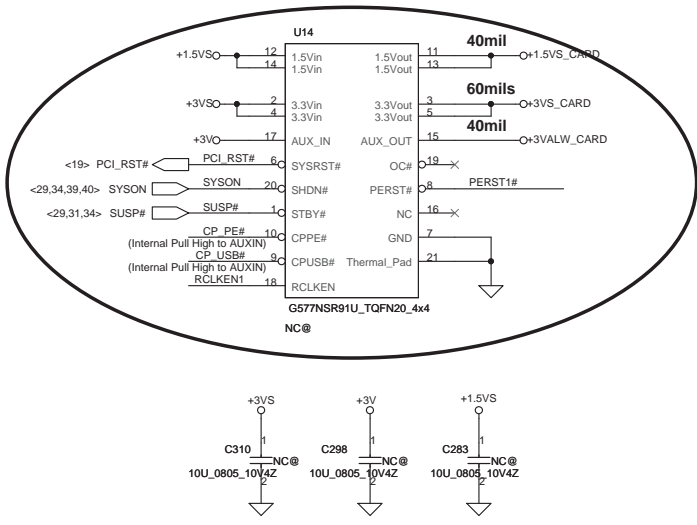 U14
40mil
+1.5VS 12 1.5Vin 1.5Vout 11 +1.5VS_CARD
14 1.5Vin 1.5Vout 13
60mils
+3VS 2 3.3Vin 3.3Vout 3 +3VS_CARD
4 3.3Vin 3.3Vout 5
40mil
+3V 17 AUX_IN AUX_OUT 15 +3VALW_CARD
<19> PCI_RST# PCI_RST# 6 SYSRST# OC# 19
<29,34,39,40> SYSON SYSON 20 SHDN# PERST# 8 PERST1#
<29,31,34> SUSP# SUSP# 1 STBY# NC 16
CP_PE# 10 CPPE# GND 7
(Internal Pull High to AUXIN)
CP_USB# 9 CPUSB# Thermal_Pad 21
(Internal Pull High to AUXIN)
RCLKEN1 18 RCLKEN
G577NSR91U_TQFN20_4x4
NC@
+3VS +3V +1.5VS
1 1 1
C310 C298 C283
NC@ NC@ NC@
10U_0805_10V4Z 10U_0805_10V4Z 10U_0805_10V4Z
2 2 2